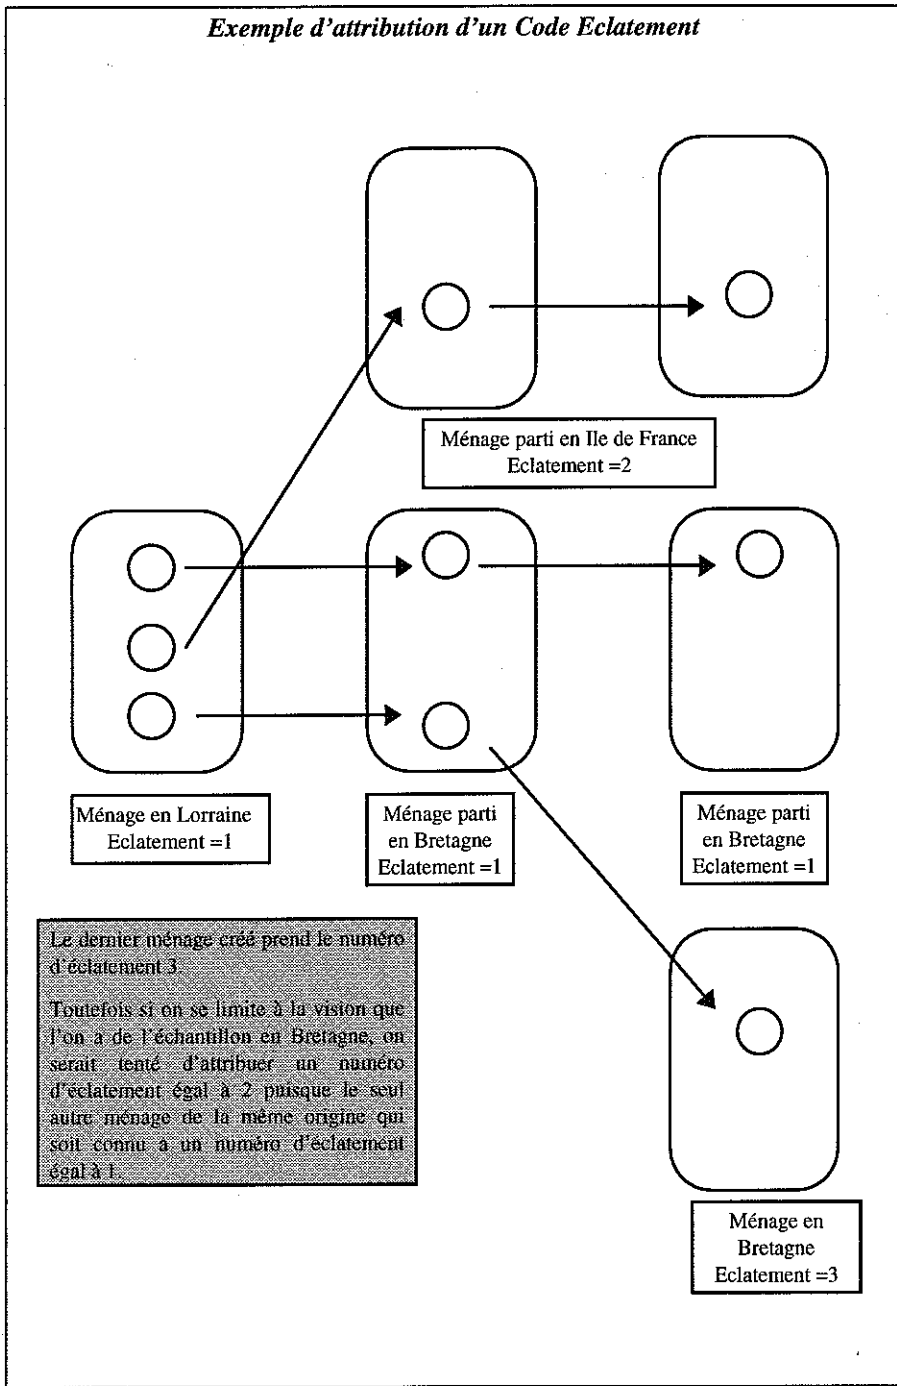 Exemple d'attribution d'un Code Eclatement
Ménage parti en Ile de France
Eclatement =2
Ménage en Lorraine
Eclatement =1
Ménage parti
en Bretagne
Eclatement =1
Ménage parti
en Bretagne
Eclatement =1
Le dernier ménage créé prend le numéro
d'éclatement 3.
Toutefois si on se limite à la vision que
l'on a de l'échantillon en Bretagne, on
serait tenté d'attribuer un numéro
d'éclatement égal à 2 puisque le seul
autre ménage de la même origine qui
soit connu a un numéro d'éclatement
égal à 1.
Ménage en
Bretagne
Eclatement =3